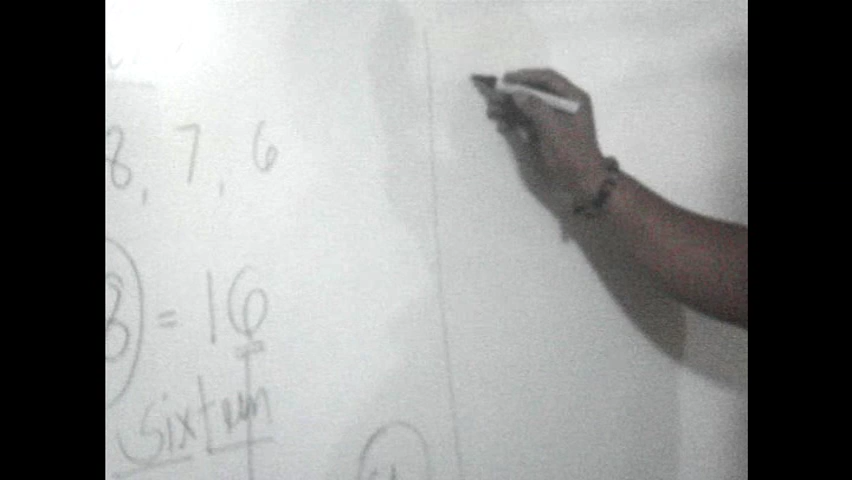 8, 7, 6
8 = 16
sixteen